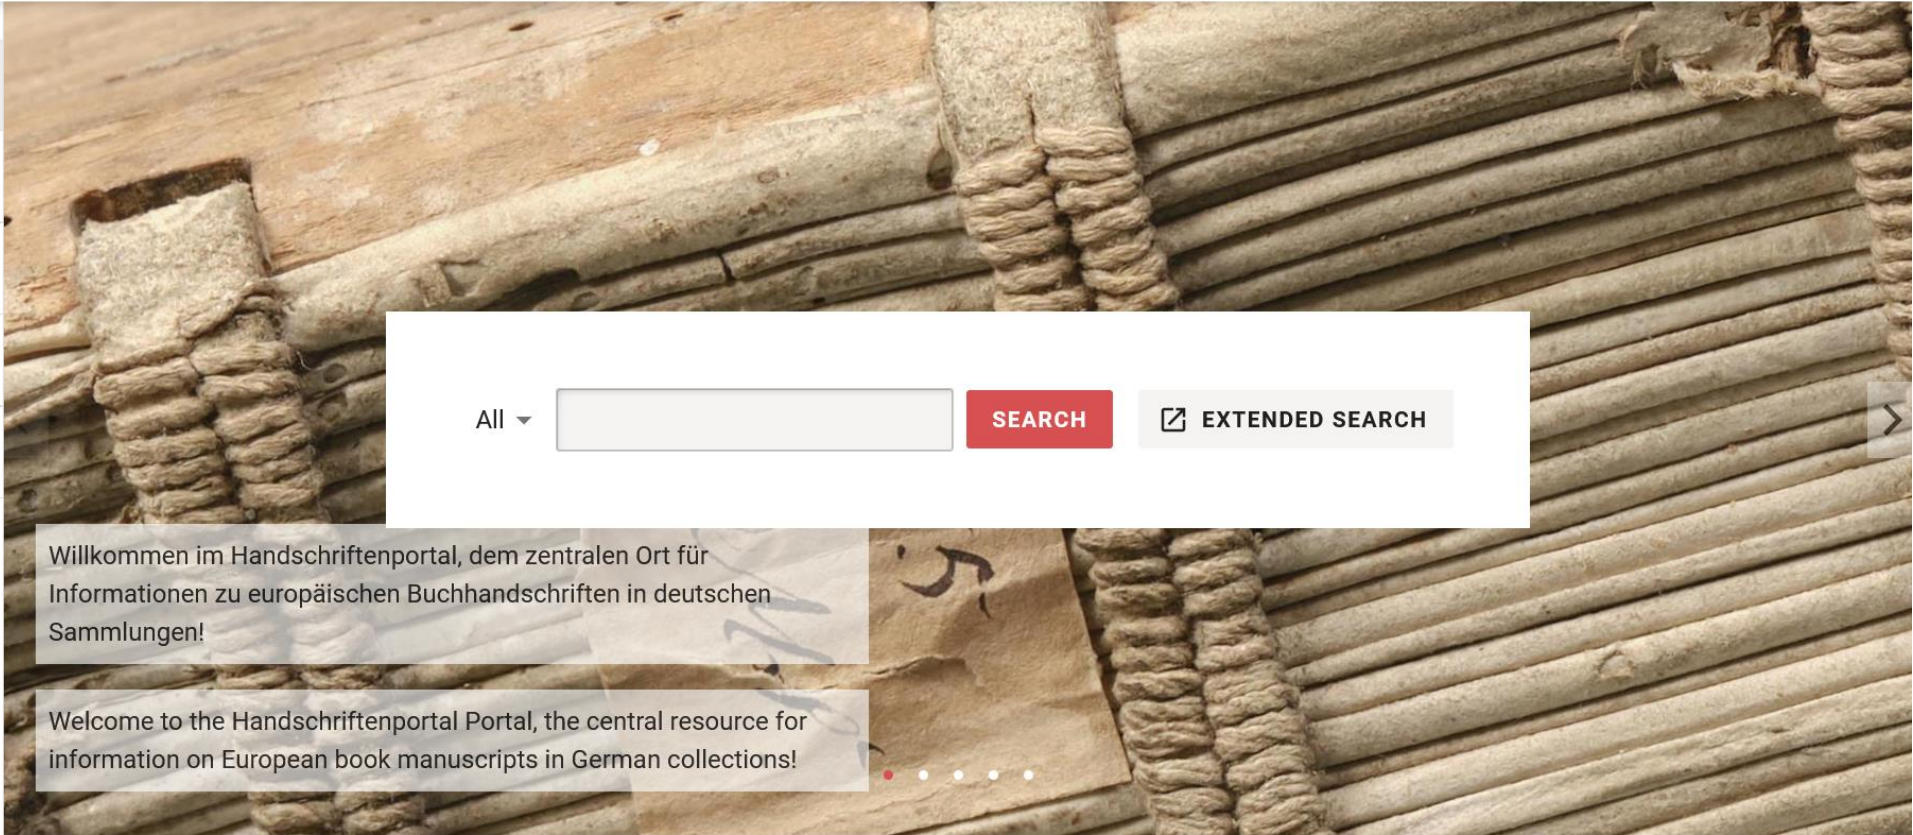 All
SEARCH
EXTENDED SEARCH
Willkommen im Handschriftenportal, dem zentralen Ort für
Informationen zu europäischen Buchhandschriften in deutschen
Sammlungen!
Welcome to the Handschriftenportal Portal, the central resource for
information on European book manuscripts in German collections!